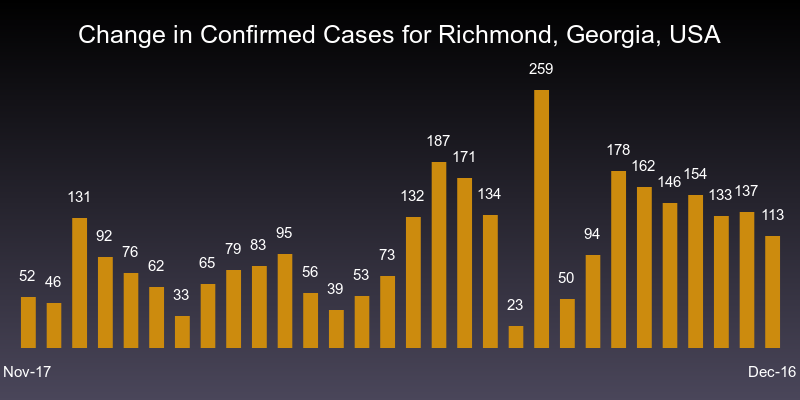 Change in Confirmed Cases for Richmond, Georgia, USA
52 46 131 92 76 62 33 65 79 83 95 56 39 53 73 132 187 171 134 23 259 50 94 178 162 146 154 133 137 113
Nov-17 Dec-16